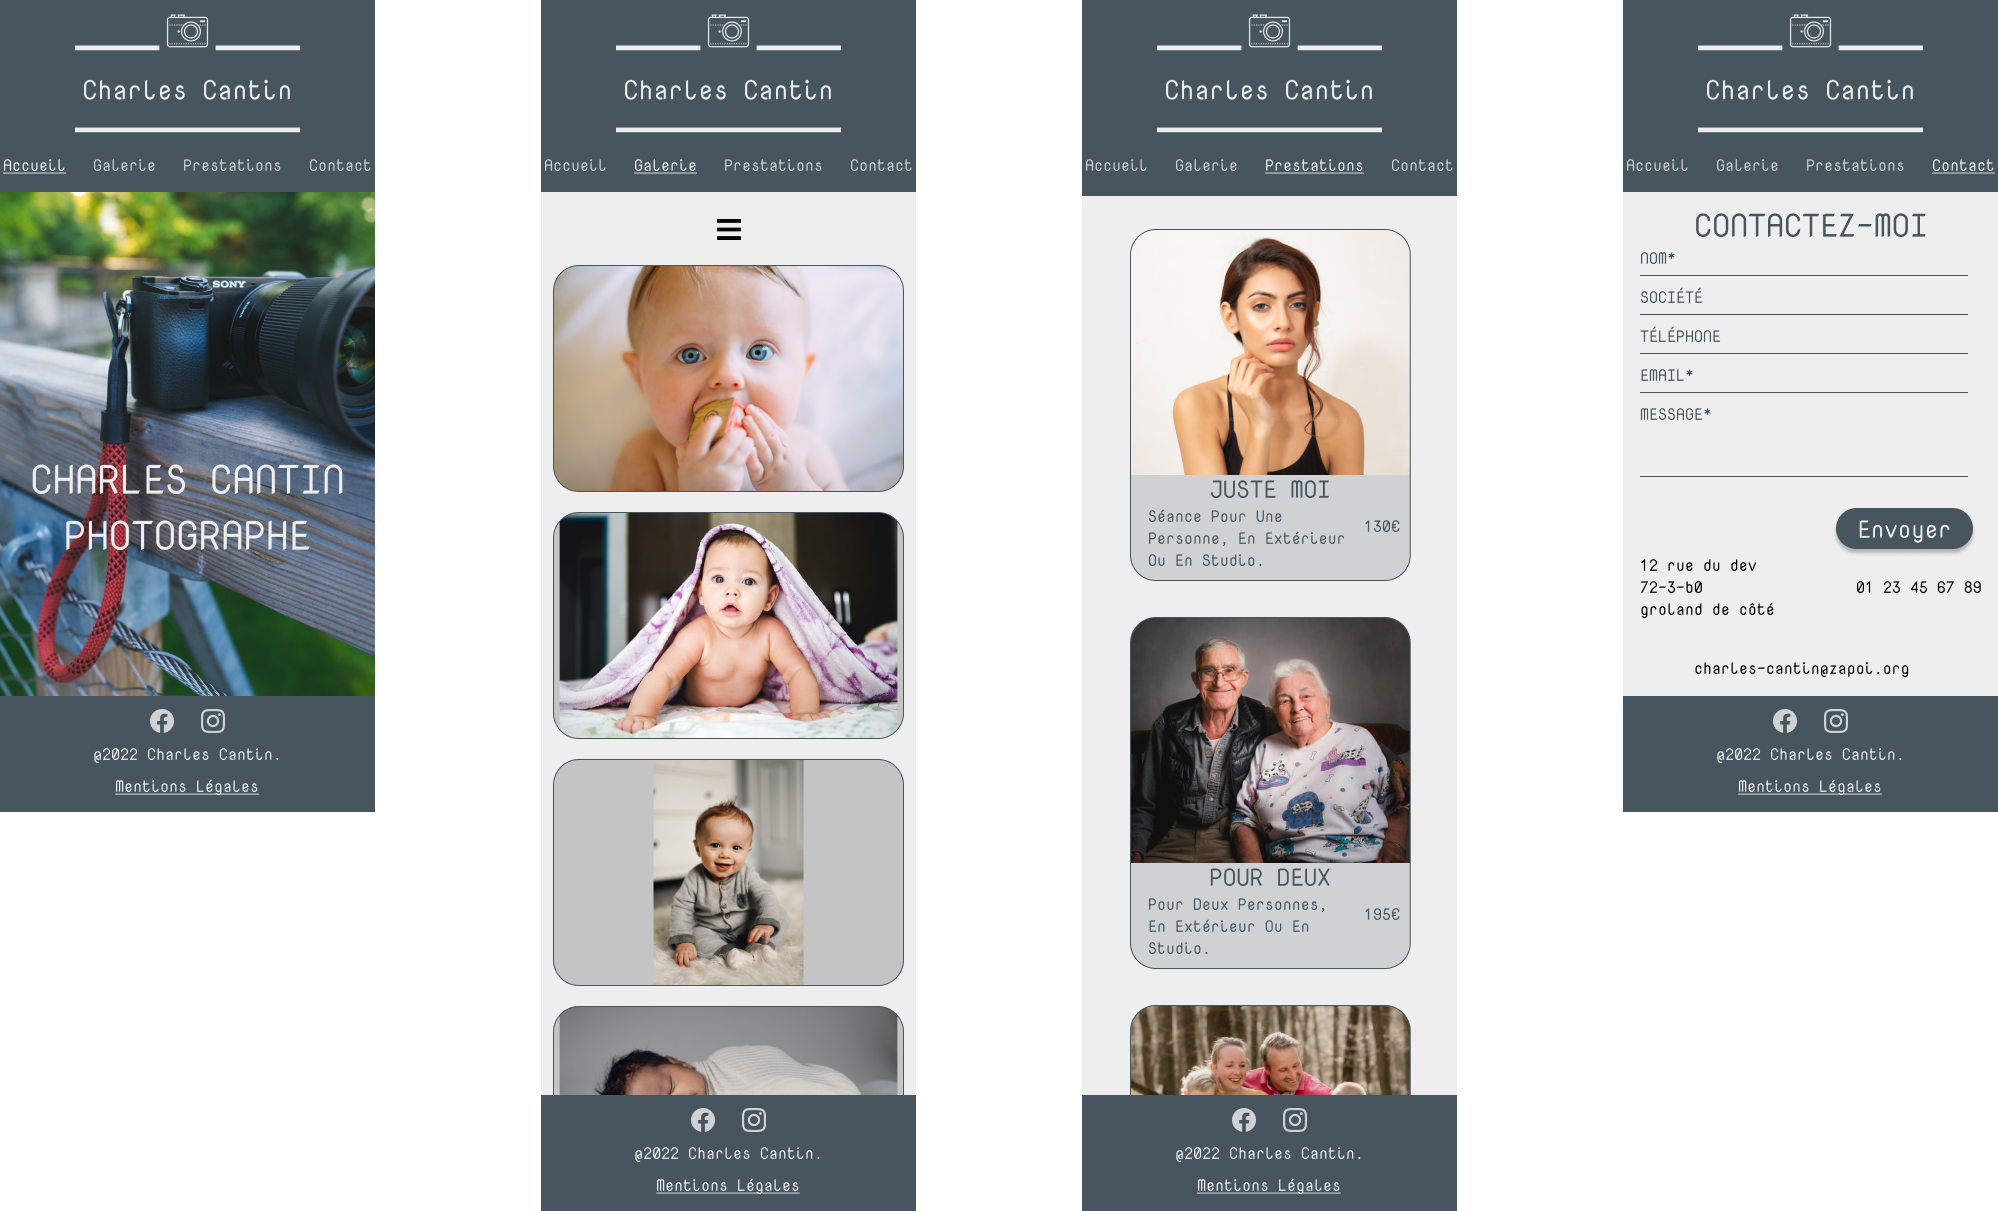 Charles Cantin
Accueil Galerie Prestations Contact
SONY
CHARLES CANTIN
PHOTOGRAPHE
@2022 Charles Cantin.
Mentions Légales
Charles Cantin
Accueil Galerie Prestations Contact
@2022 Charles Cantin.
Mentions Légales
Charles Cantin
Accueil Galerie Prestations Contact
JUSTE MOI
Séance Pour Une
Personne, En Extérieur
Ou En Studio.
130€
POUR DEUX
Pour Deux Personnes,
En Extérieur Ou En
Studio.
195€
@2022 Charles Cantin.
Mentions Légales
Charles Cantin
Accueil Galerie Prestations Contact
CONTACTEZ-MOI
NOM*
SOCIÉTÉ
TÉLÉPHONE
EMAIL*
MESSAGE*
Envoyer
12 rue du dev
72-3-b0
groland de côté
01 23 45 67 89
charles-cantin@zapoi.org
@2022 Charles Cantin.
Mentions Légales